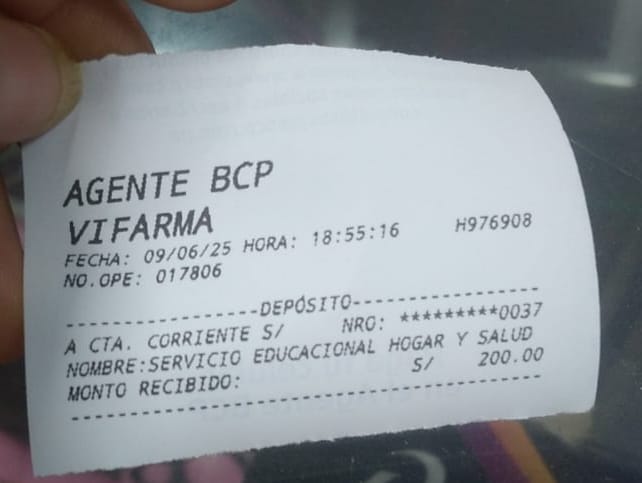 AGENTE BCP
VIFARMA
FECHA: 09/06/25 HORA: 18:55:16 H976908
NO.OPE: 017806
------------------DEPÓSITO------------------
A CTA. CORRIENTE S/ NRO: *********0037
NOMBRE:SERVICIO EDUCACIONAL HOGAR Y SALUD
MONTO RECIBIDO: S/ 200.00
--------------------------------------------